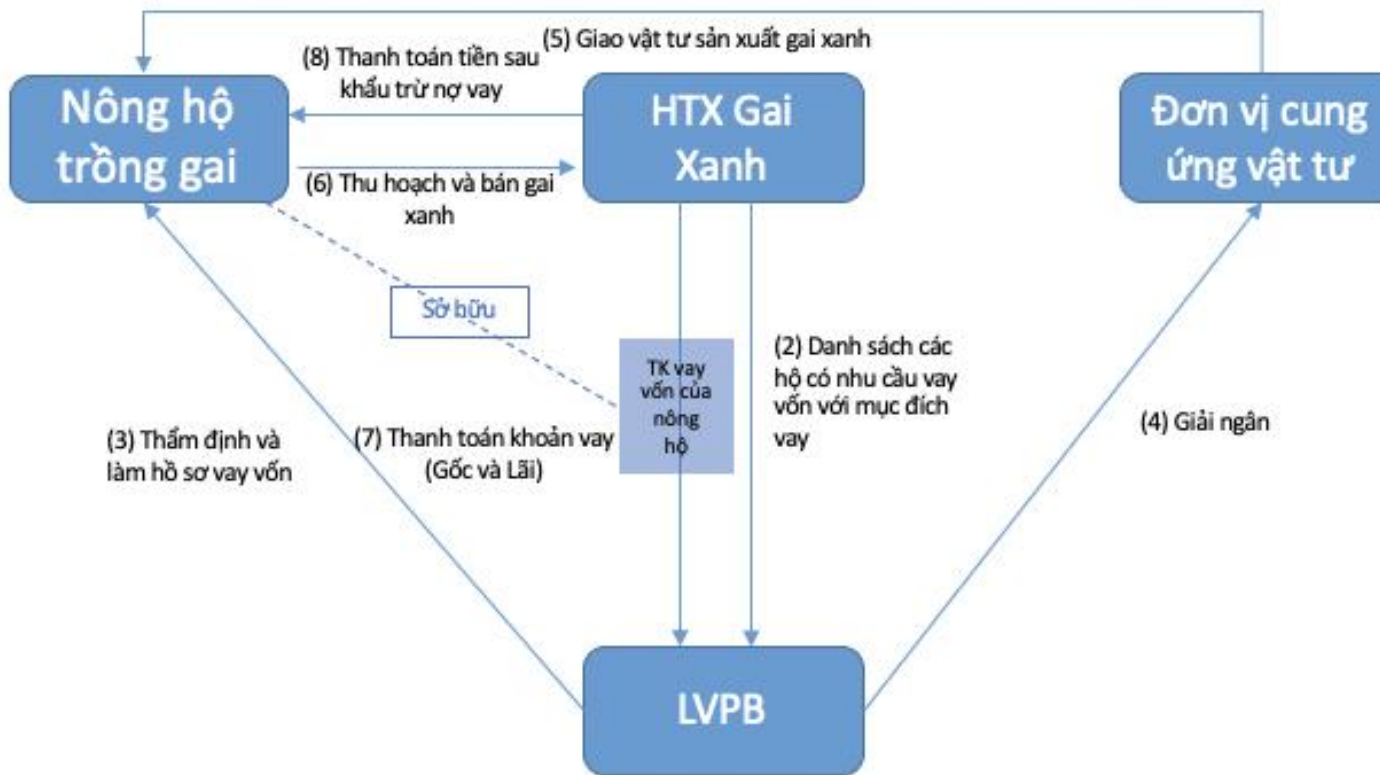 (5) Giao vật tư sản xuất gai xanh
(8) Thanh toán tiền sau
khẩu trừ nợ vay
Nông hộ
trồng gai
HTX Gai
Xanh
Đơn vị cung
ứng vật tư
(6) Thu hoạch và bán gai
xanh
Sở bữu
TK vay
vốn của
nông
hộ
(2) Danh sách các
hộ có nhu cầu vay
vốn với mục đích
vay
(3) Thẩm định và
làm hồ sơ vay vốn
(7) Thanh toán khoản vay
(Gốc và Lãi)
(4) Giải ngân
LVPB